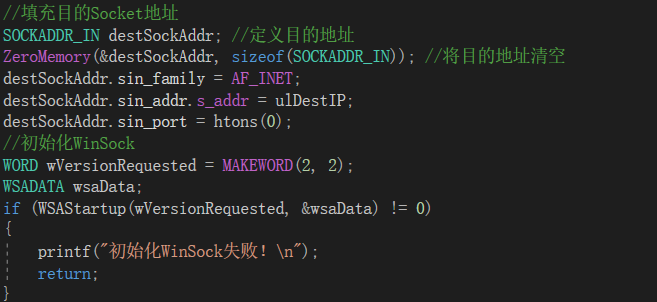 //填充目的Socket地址
SOCKADDR_IN destSockAddr; //定义目的地址
ZeroMemory(&destSockAddr, sizeof(SOCKADDR_IN)); //将目的地址清空
destSockAddr.sin_family = AF_INET;
destSockAddr.sin_addr.s_addr = ulDestIP;
destSockAddr.sin_port = htons(0);
//初始化WinSock
WORD wVersionRequested = MAKEWORD(2, 2);
WSADATA wsaData;
if (WSAStartup(wVersionRequested, &wsaData) != 0)
{
    printf("初始化WinSock失败！\n");
    return;
}